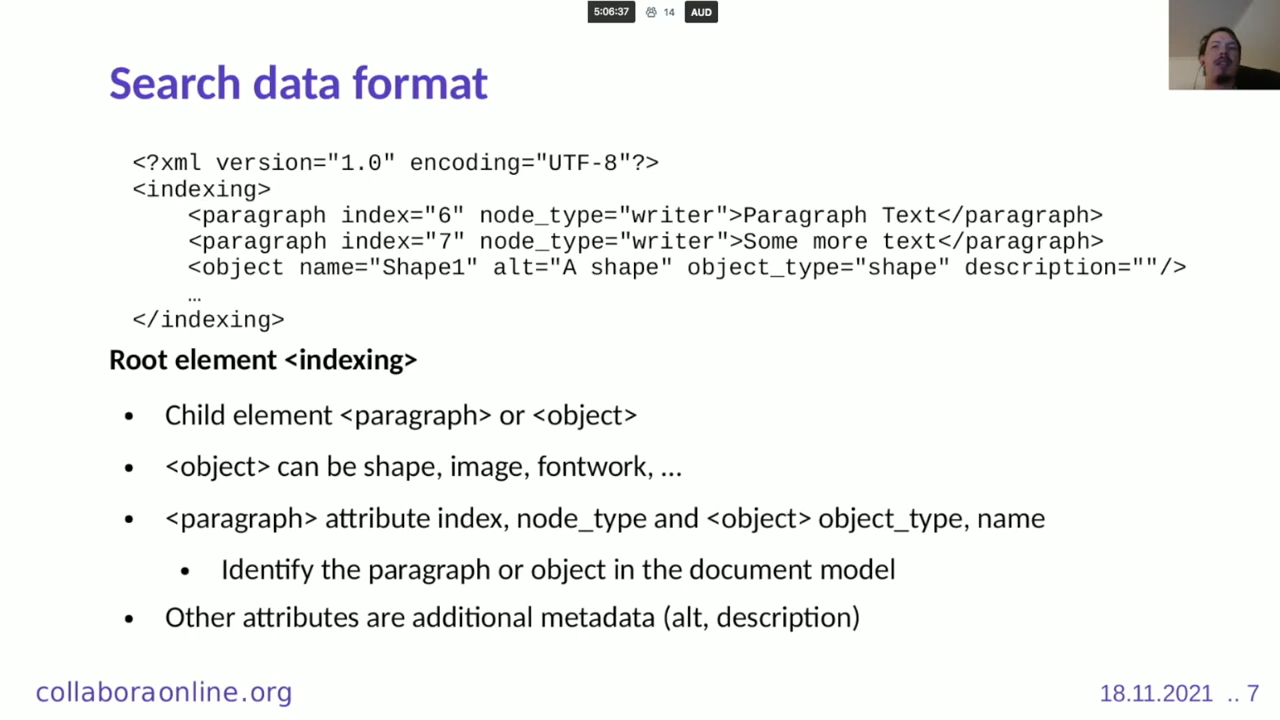 5:06:37 14 AUD
Search data format
<?xml version="1.0" encoding="UTF-8"?>
<indexing>
<paragraph index="6" node_type="writer">Paragraph Text</paragraph>
<paragraph index="7" node_type="writer">Some more text</paragraph>
<object name="Shape1" alt="A shape" object_type="shape" description=""/>
…
</indexing>
Root element <indexing>
• Child element <paragraph> or <object>
• <object> can be shape, image, fontwork, ...
• <paragraph> attribute index, node_type and <object> object_type, name
• Identify the paragraph or object in the document model
• Other attributes are additional metadata (alt, description)
collaboraonline.org
18.11.2021 .. 7